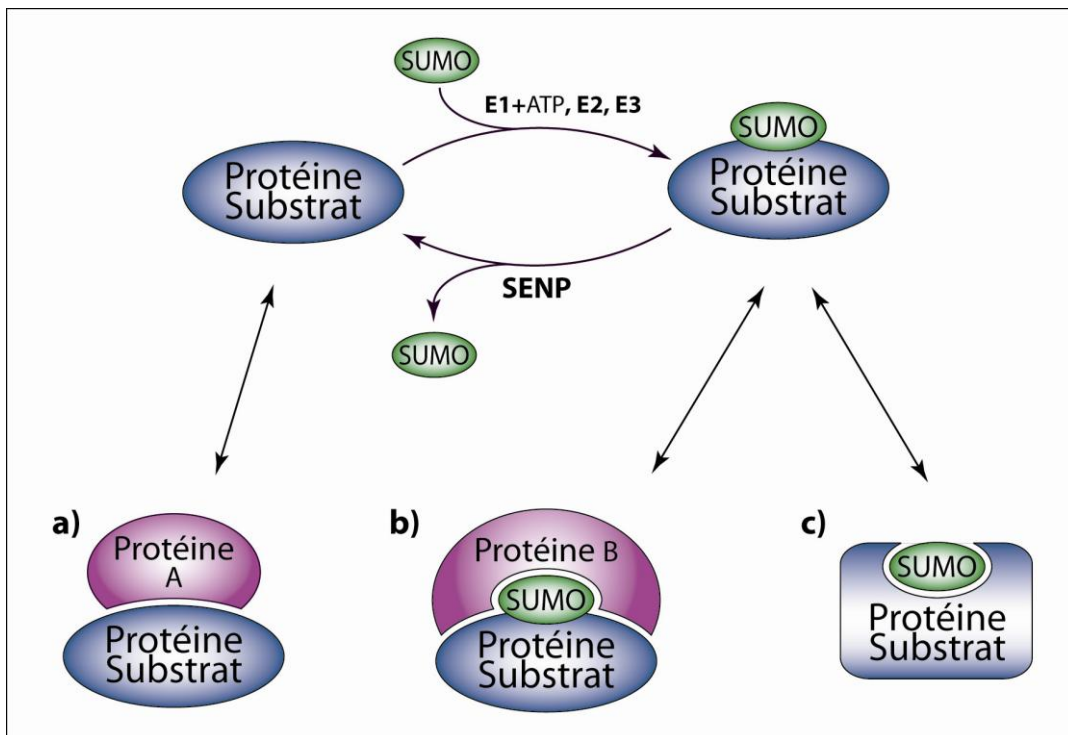 SUMO
E1+ATP, E2, E3
Protéine
Substrat
SUMO
Protéine
Substrat
SENP
SUMO
a)
Protéine
A
Protéine
Substrat
b)
Protéine B
SUMO
Protéine
Substrat
c)
SUMO
Protéine
Substrat